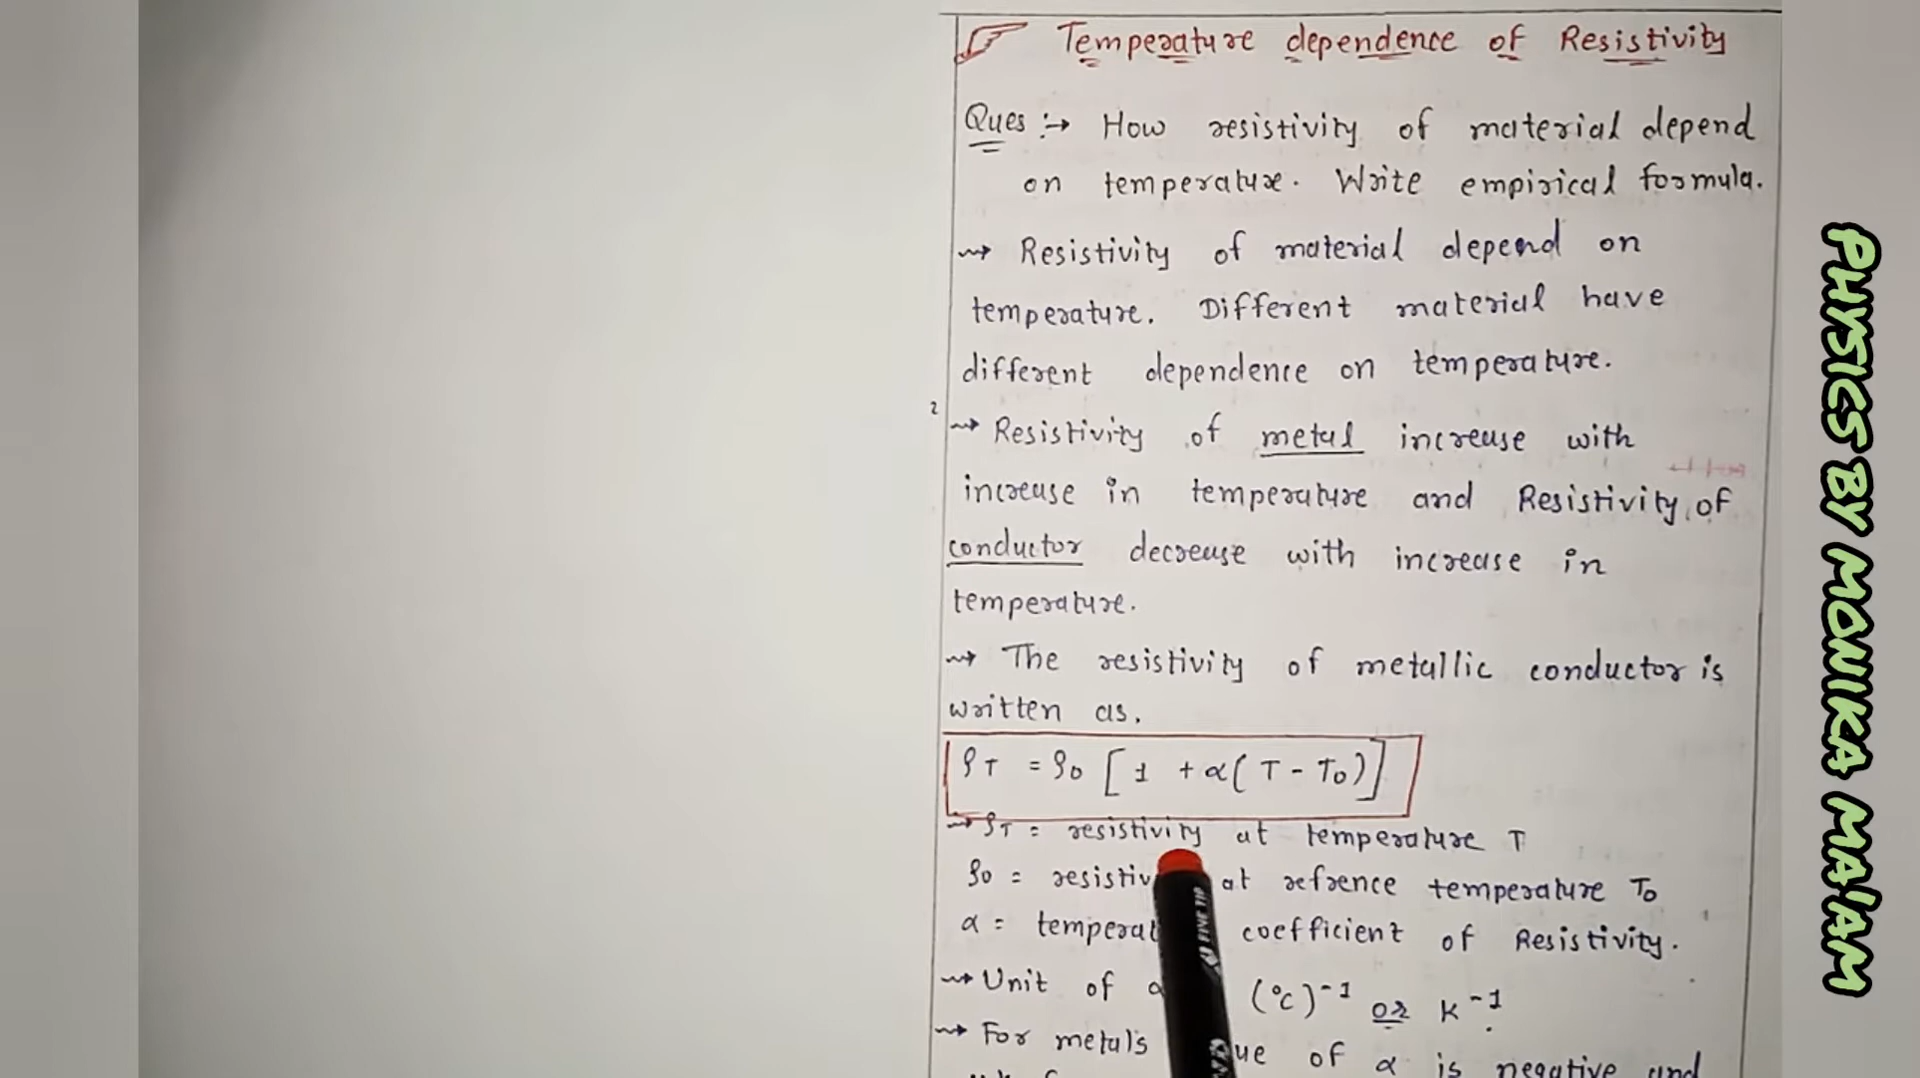 Temperature dependence of Resistivity
Ques :→ How resistivity of material depend
on temperature. Write empirical formula.
⇝ Resistivity of material depend on
temperature. Different material have
different dependence on temperature.
2
⇝ Resistivity of metal increase with
increase in temperature and Resistivity of
conductor decrease with increase in
temperature.
⇝ The resistivity of metallic conductor is
written as.
ρT = ρ0 [1 + α(T - T0)]
⇝ ρT = resistivity at temperature T
ρ0 = resistiv at refrence temperature T0
α = temperat coefficient of Resistivity.
⇝ Unit of α (°C)⁻¹ or K⁻¹
⇝ For metals ue of α is negative and
PHYSICS BY MONIKA MA'AM